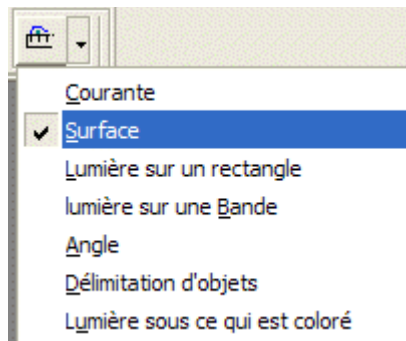 Courante
Surface
Lumière sur un rectangle
lumière sur une Bande
Angle
Délimitation d'objets
Lumière sous ce qui est coloré